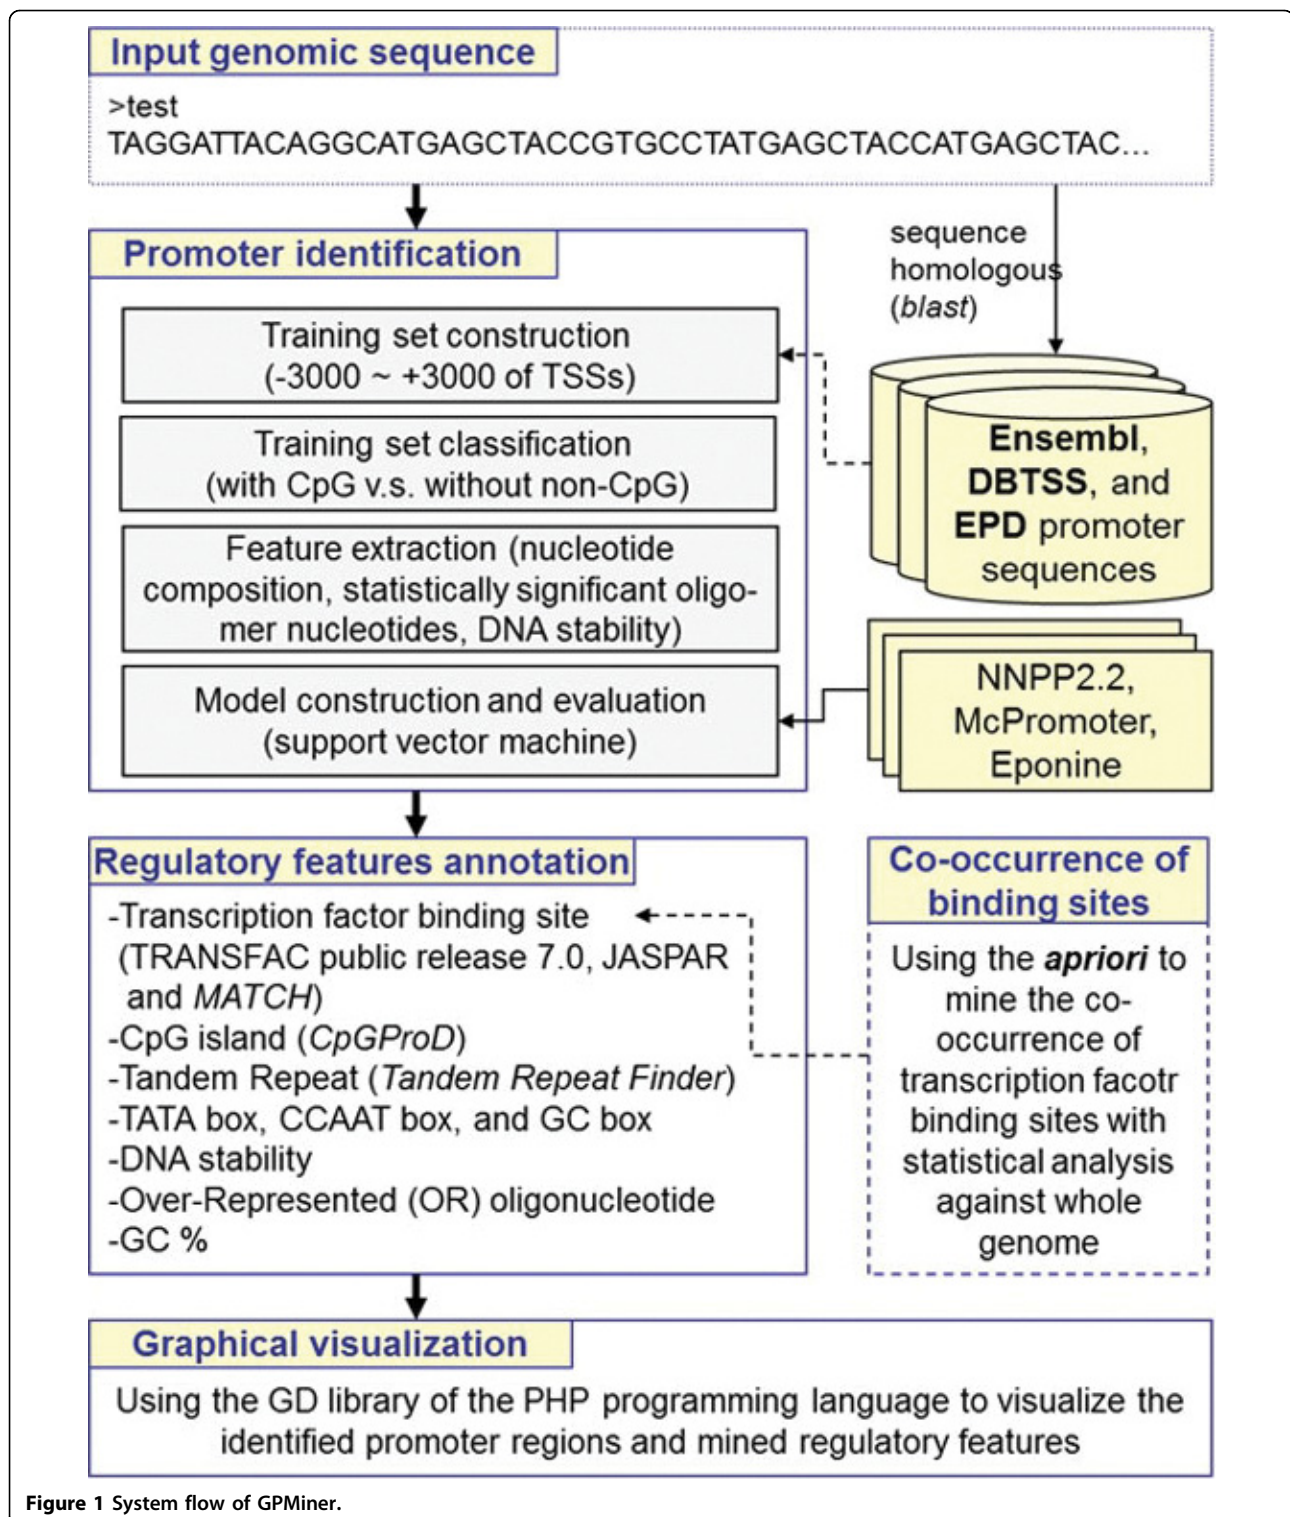 Input genomic sequence
>test
TAGGATTACAGGCATGAGCTACCGTGCCTATGAGCTACCATGAGCTAC...
sequence
homologous
(blast)
Promoter identification
Training set construction
(-3000 ~ +3000 of TSSs)
Training set classification
(with CpG v.s. without non-CpG)
Feature extraction (nucleotide
composition, statistically significant oligo-
mer nucleotides, DNA stability)
Model construction and evaluation
(support vector machine)
Ensembl,
DBTSS, and
EPD promoter
sequences
NNPP2.2,
McPromoter,
Eponine
Regulatory features annotation
-Transcription factor binding site
(TRANSFAC public release 7.0, JASPAR
and MATCH)
-CpG island (CpGProD)
-Tandem Repeat (Tandem Repeat Finder)
-TATA box, CCAAT box, and GC box
-DNA stability
-Over-Represented (OR) oligonucleotide
-GC %
Co-occurrence of
binding sites
Using the apriori to
mine the co-
occurrence of
transcription facotr
binding sites with
statistical analysis
against whole
genome
Graphical visualization
Using the GD library of the PHP programming language to visualize the
identified promoter regions and mined regulatory features
Figure 1 System flow of GPMiner.